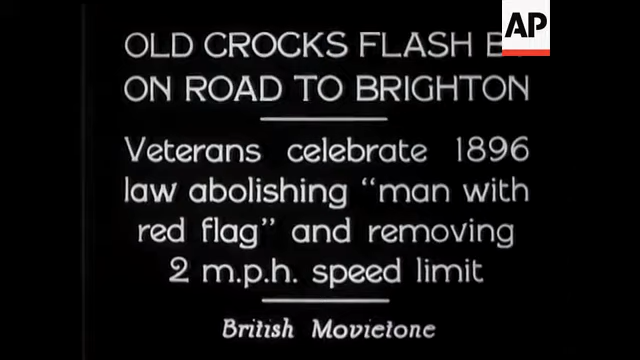 AP
OLD CROCKS FLASH
ON ROAD TO BRIGHTON
Veterans celebrate 1896
law abolishing "man with
red flag" and removing
2 m.p.h. speed limit
British Movietone